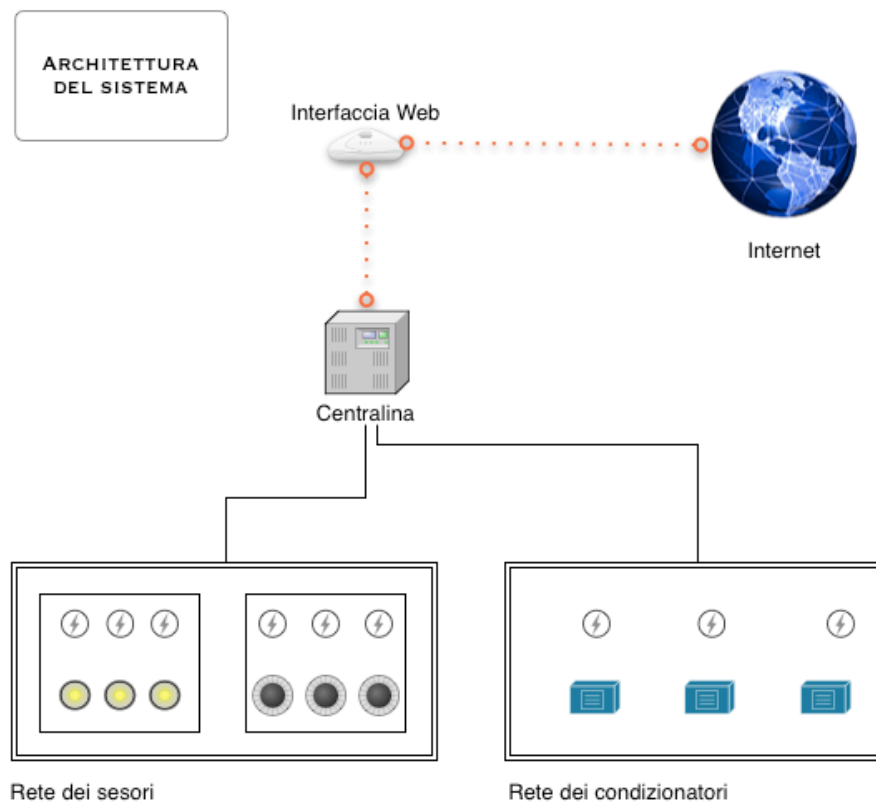 ARCHITETTURA
DEL SISTEMA
Interfaccia Web
Internet
Centralina
Rete dei sesori
Rete dei condizionatori